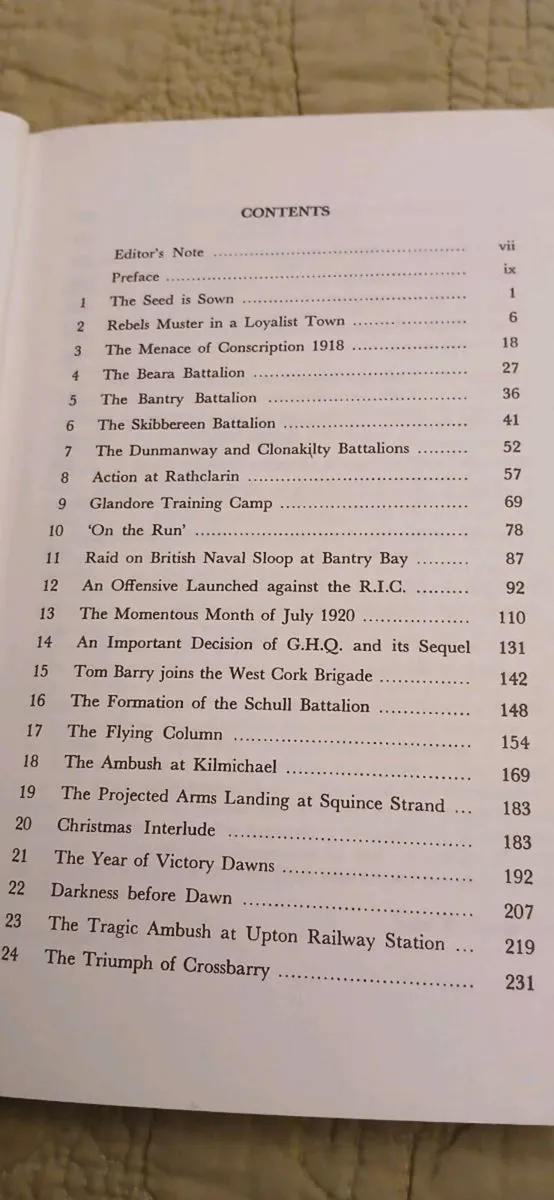 CONTENTS
Editor's Note ........ vii
Preface ........ ix
1 The Seed is Sown ........ 1
2 Rebels Muster in a Loyalist Town ........ 6
3 The Menace of Conscription 1918 ........ 18
4 The Beara Battalion ........ 27
5 The Bantry Battalion ........ 36
6 The Skibbereen Battalion ........ 41
7 The Dunmanway and Clonakilty Battalions ........ 52
8 Action at Rathclarin ........ 57
9 Glandore Training Camp ........ 69
10 'On the Run' ........ 78
11 Raid on British Naval Sloop at Bantry Bay ........ 87
12 An Offensive Launched against the R.I.C. ........ 92
13 The Momentous Month of July 1920 ........ 110
14 An Important Decision of G.H.Q. and its Sequel 131
15 Tom Barry joins the West Cork Brigade ........ 142
16 The Formation of the Schull Battalion ........ 148
17 The Flying Column ........ 154
18 The Ambush at Kilmichael ........ 169
19 The Projected Arms Landing at Squince Strand ... 183
20 Christmas Interlude ........ 183
21 The Year of Victory Dawns ........ 192
22 Darkness before Dawn ........ 207
23 The Tragic Ambush at Upton Railway Station ... 219
24 The Triumph of Crossbarry ........ 231